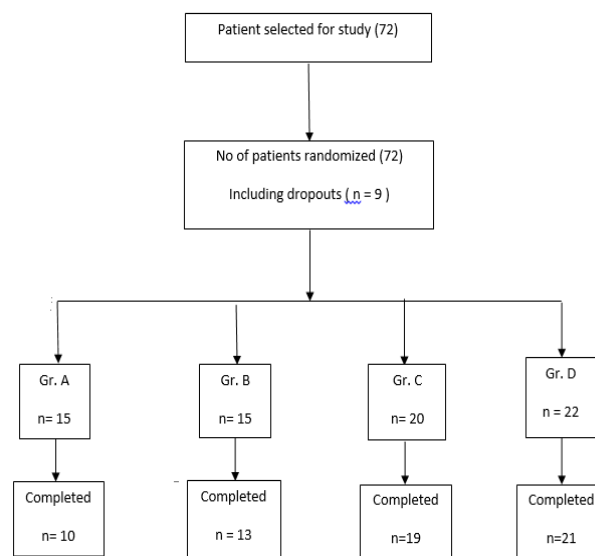 Patient selected for study (72)
No of patients randomized (72)
Including dropouts ( n = 9 )
Gr. A
n= 15
Gr. B
n= 15
Gr. C
n= 20
Gr. D
n = 22
Completed
n= 10
Completed
n = 13
Completed
n=19
Completed
n=21